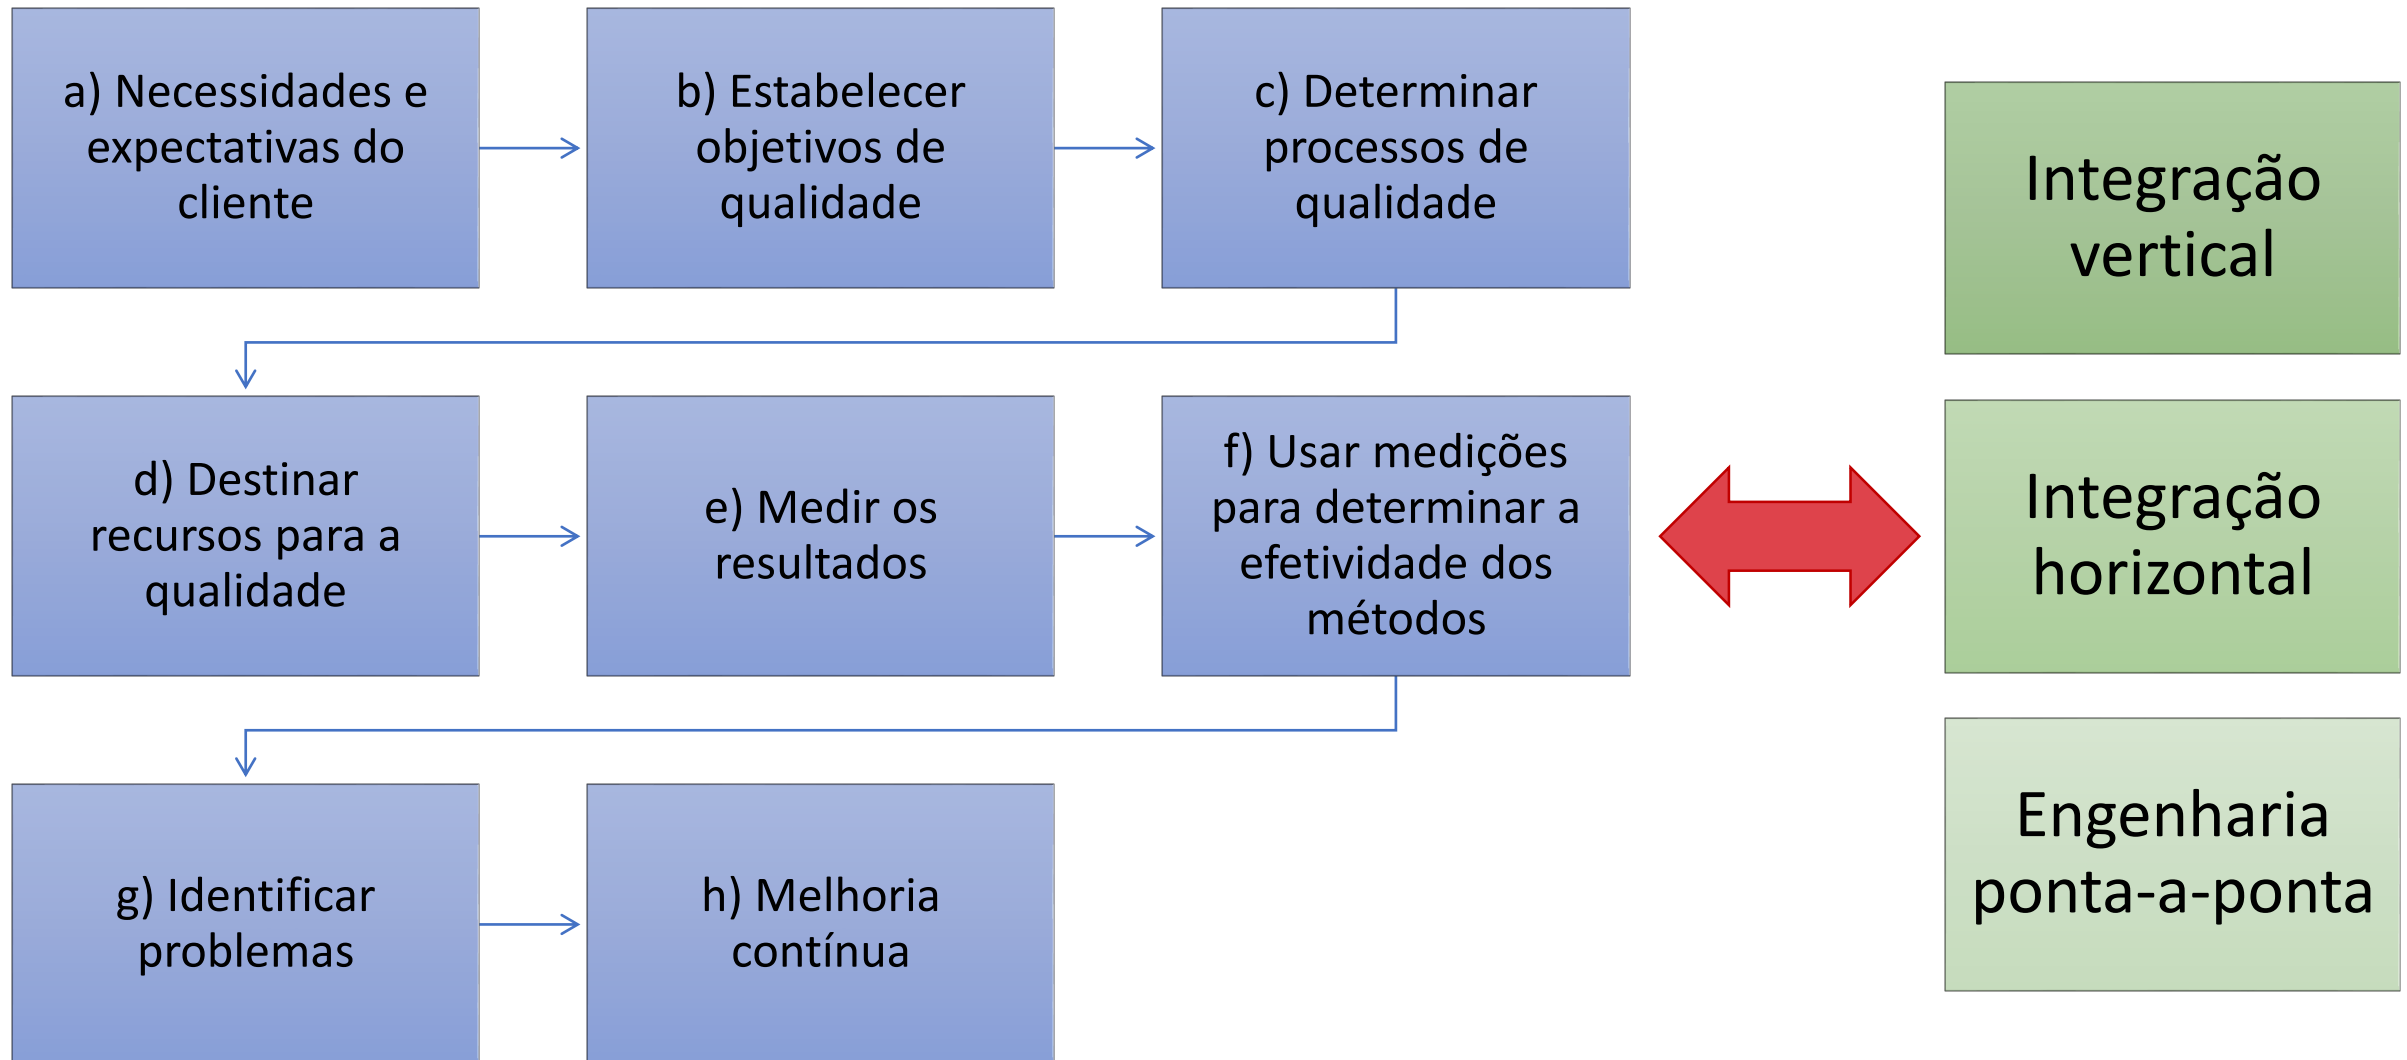 a) Necessidades e
expectativas do
cliente
b) Estabelecer
objetivos de
qualidade
c) Determinar
processos de
qualidade
d) Destinar
recursos para a
qualidade
e) Medir os
resultados
f) Usar medições
para determinar a
efetividade dos
métodos
g) Identificar
problemas
h) Melhoria
contínua
Integração
vertical
Integração
horizontal
Engenharia
ponta-a-ponta